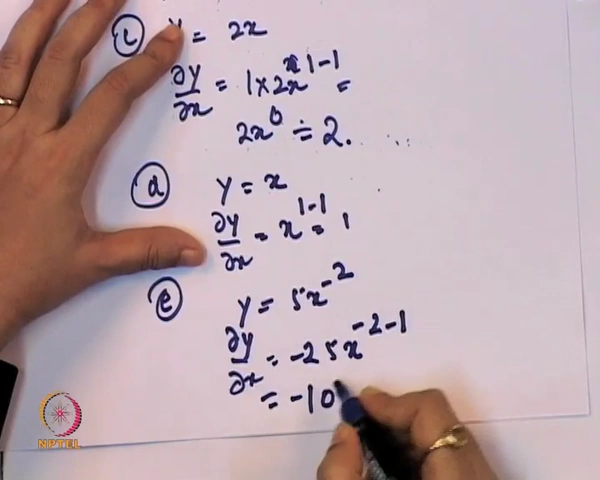 (c) y = 2x
∂y/∂x = 1 × 2x^1-1 =
2x^0 = 2.
(d) y = x
∂y/∂x = x^1-1 = 1
(e) y = 5x^-2
∂y/∂x = -2 5x^-2-1
= -10
NPTEL